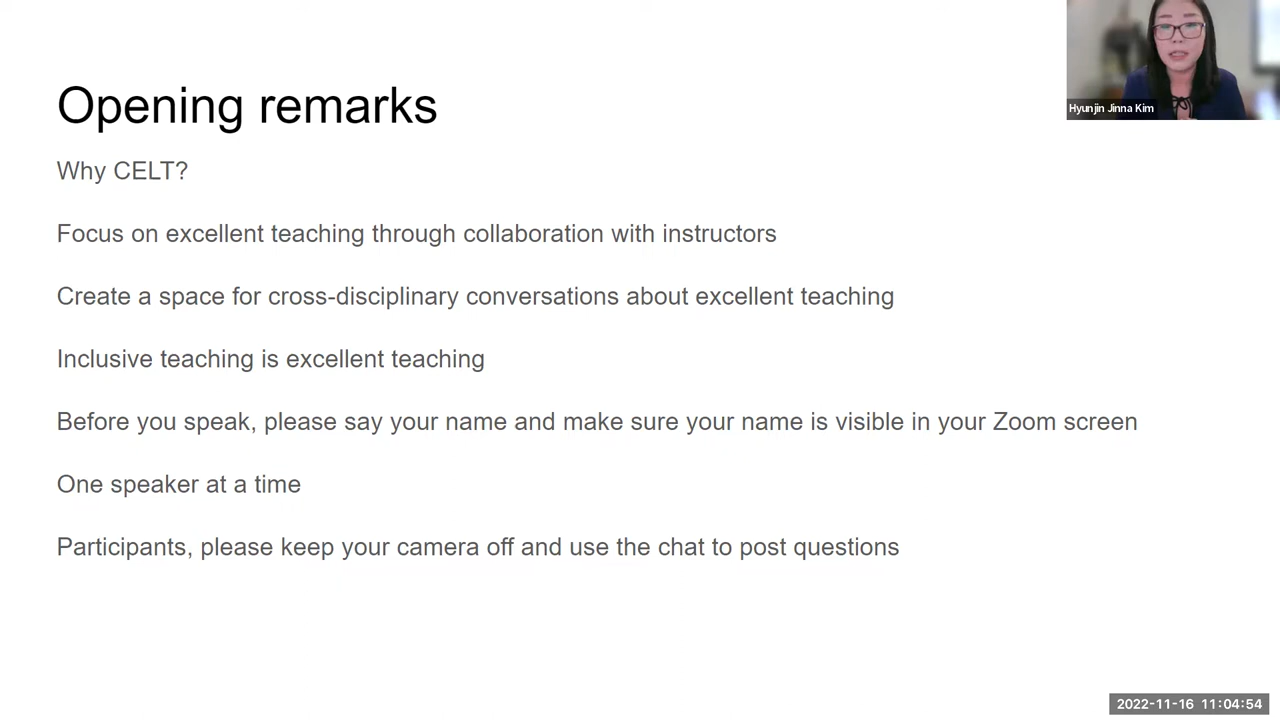 Opening remarks
Hyunjin Jinna Kim
Why CELT?
Focus on excellent teaching through collaboration with instructors
Create a space for cross-disciplinary conversations about excellent teaching
Inclusive teaching is excellent teaching
Before you speak, please say your name and make sure your name is visible in your Zoom screen
One speaker at a time
Participants, please keep your camera off and use the chat to post questions
2022-11-16 11:04:54